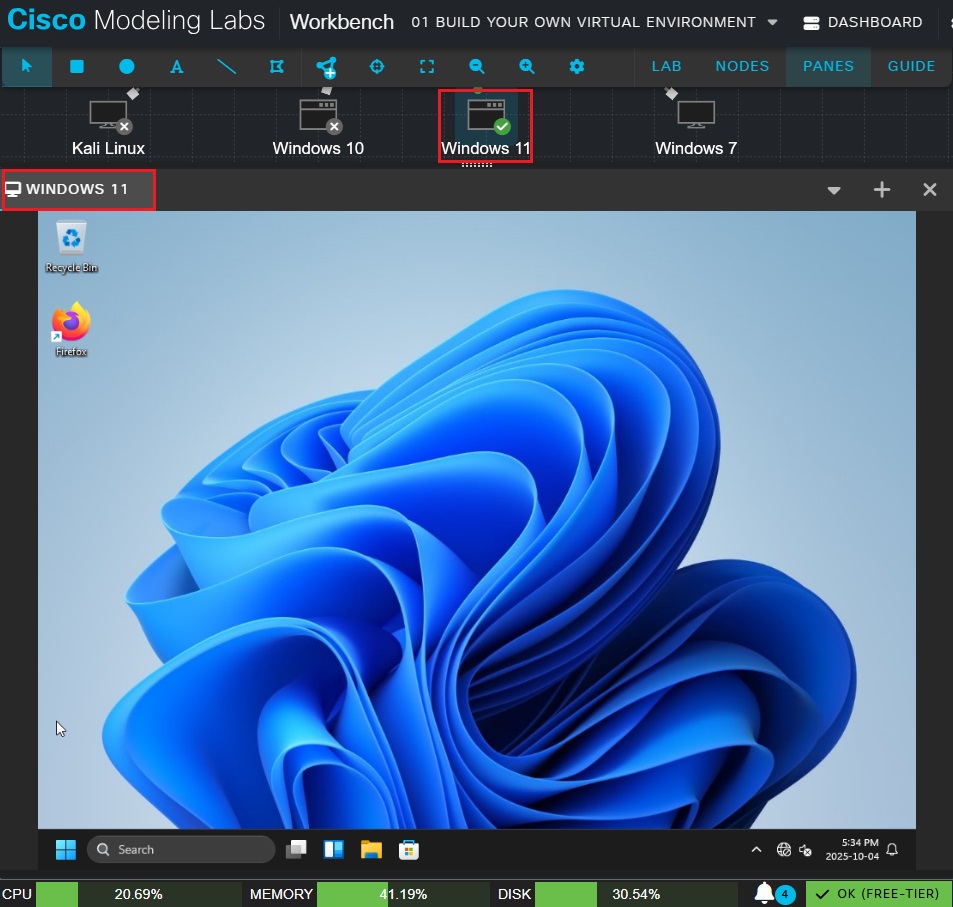 Cisco Modeling Labs Workbench 01 BUILD YOUR OWN VIRTUAL ENVIRONMENT DASHBOARD
A LAB NODES PANES GUIDE
Kali Linux Windows 10 Windows 11 Windows 7
WINDOWS 11
Recycle Bin
Firefox
Search 5:34 PM
2025-10-04
CPU 20.69% MEMORY 41.19% DISK 30.54% 4 OK (FREE-TIER)